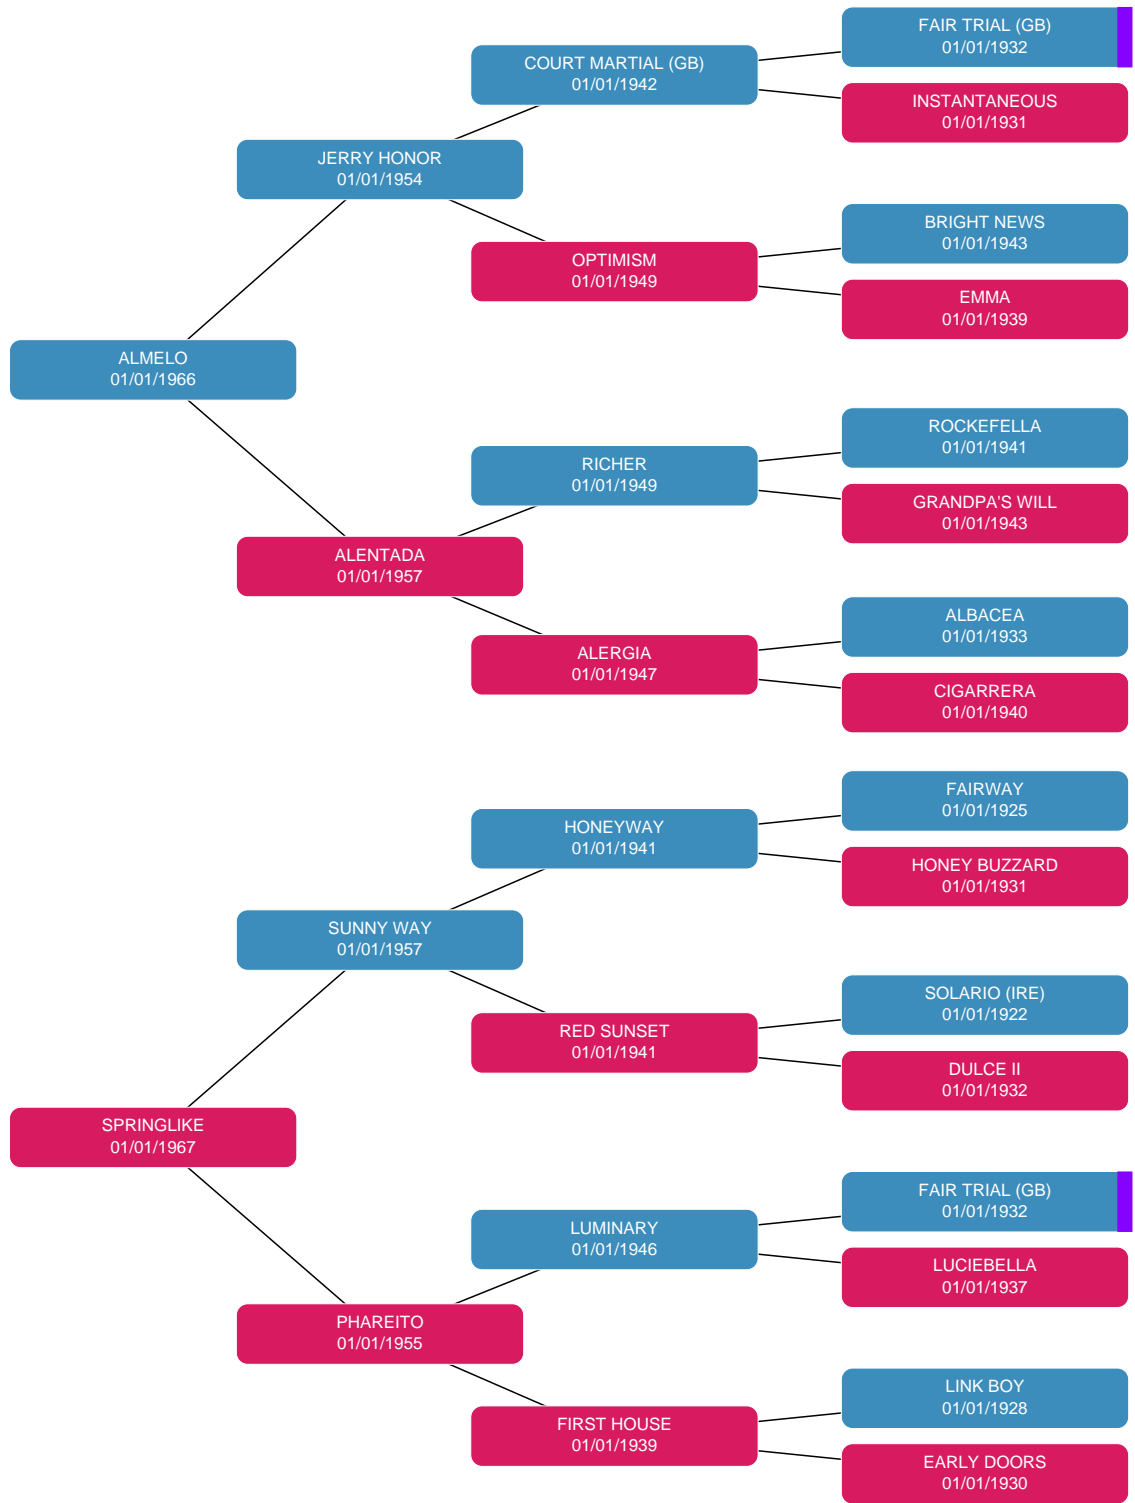 FAIR TRIAL (GB)
01/01/1932
COURT MARTIAL (GB)
01/01/1942
INSTANTANEOUS
01/01/1931
JERRY HONOR
01/01/1954
BRIGHT NEWS
01/01/1943
OPTIMISM
01/01/1949
EMMA
01/01/1939
ALMELO
01/01/1966
ROCKEFELLA
01/01/1941
RICHER
01/01/1949
GRANDPA'S WILL
01/01/1943
ALENTADA
01/01/1957
ALBACEA
01/01/1933
ALERGIA
01/01/1947
CIGARRERA
01/01/1940
FAIRWAY
01/01/1925
HONEYWAY
01/01/1941
HONEY BUZZARD
01/01/1931
SUNNY WAY
01/01/1957
SOLARIO (IRE)
01/01/1922
RED SUNSET
01/01/1941
DULCE II
01/01/1932
SPRINGLIKE
01/01/1967
FAIR TRIAL (GB)
01/01/1932
LUMINARY
01/01/1946
LUCIEBELLA
01/01/1937
PHAREITO
01/01/1955
LINK BOY
01/01/1928
FIRST HOUSE
01/01/1939
EARLY DOORS
01/01/1930